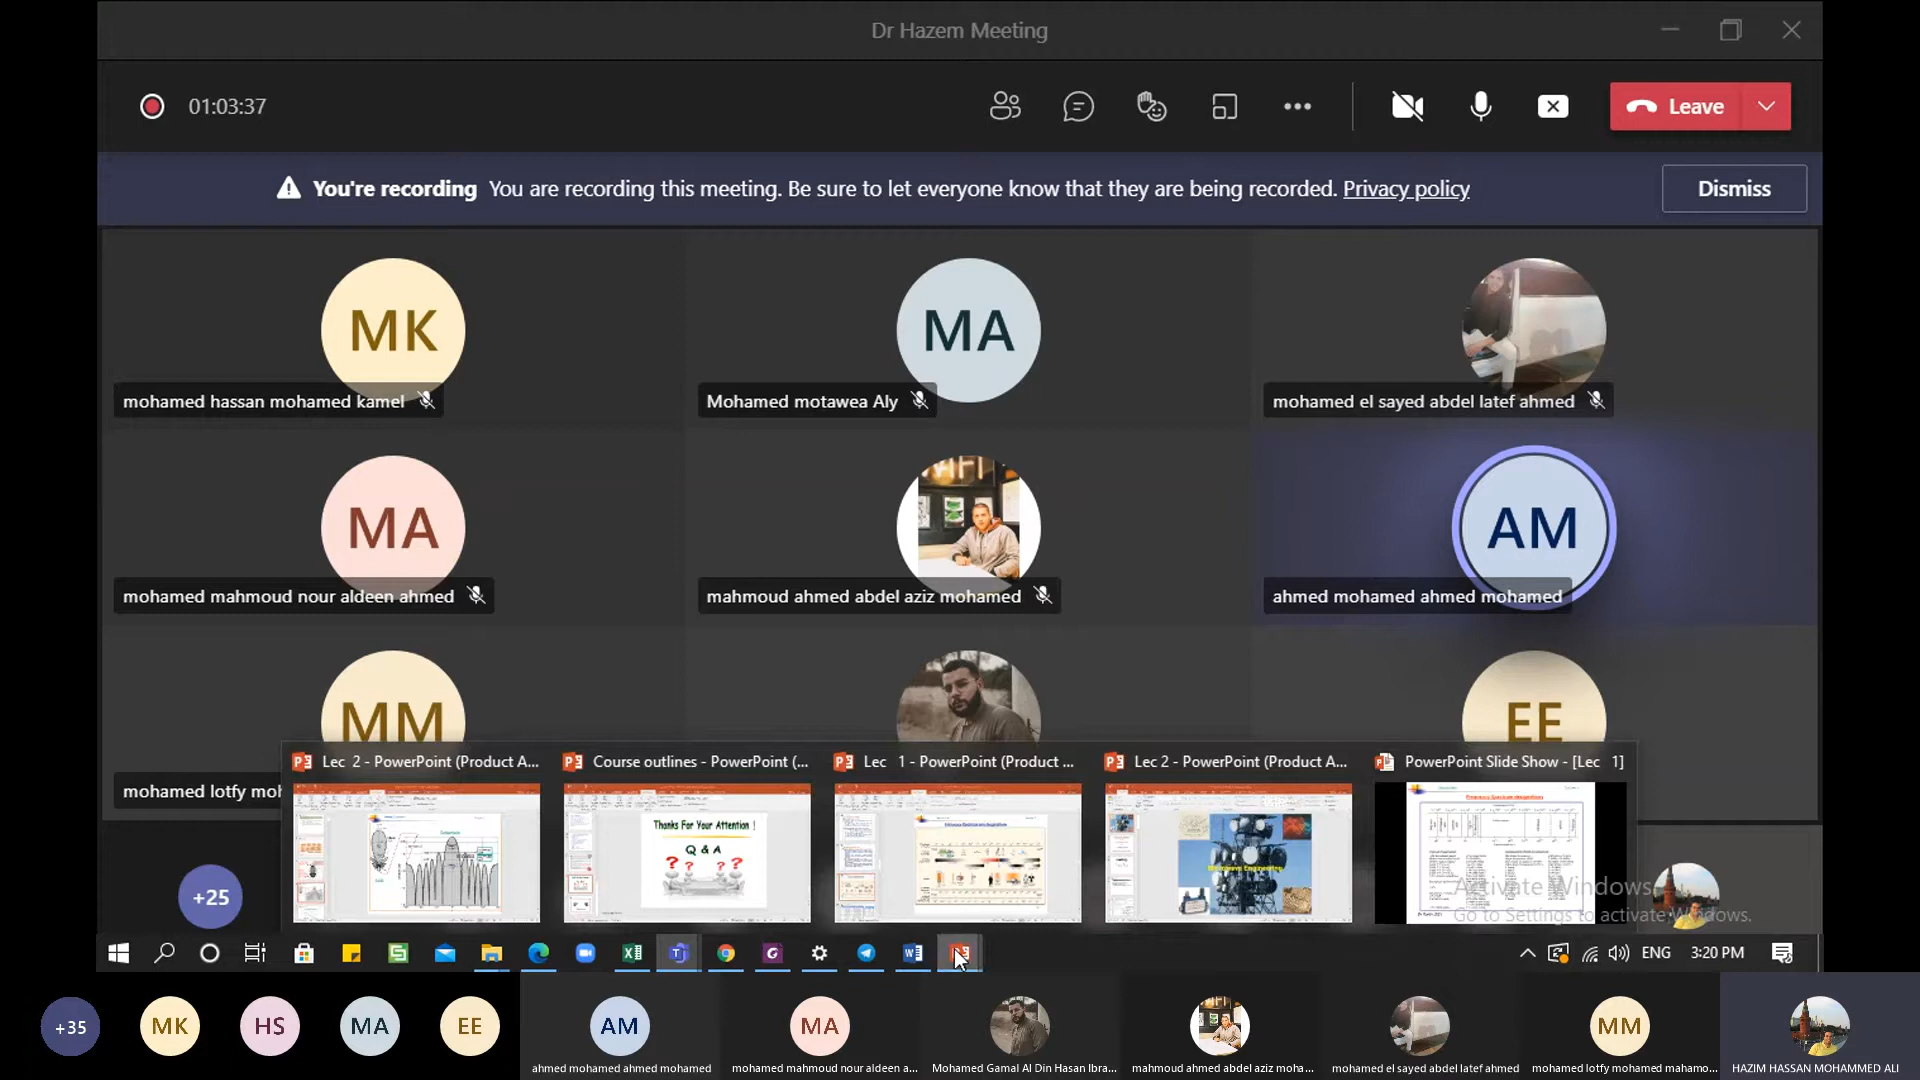 Dr Hazem Meeting
01:03:37
Leave
You're recording You are recording this meeting. Be sure to let everyone know that they are being recorded. Privacy policy
Dismiss
MK
MA
mohamed hassan mohamed kamel
Mohamed motawea Aly
mohamed el sayed abdel latef ahmed
MA
AM
mohamed mahmoud nour aldeen ahmed
mahmoud ahmed abdel aziz mohamed
ahmed mohamed ahmed mohamed
MM
EE
mohamed lotfy moh
Lec 2 - PowerPoint (Product A...
Course outlines - PowerPoint (...
Lec 1 - PowerPoint (Product ...
Lec 2 - PowerPoint (Product A...
PowerPoint Slide Show - [Lec 1]
Thanks For Your Attention !
Q & A
Microwave Engineering
+25
Activate Windows
Go to Settings to activate Windows.
ENG
3:20 PM
+35
MK
HS
MA
EE
AM
MA
MM
ahmed mohamed ahmed mohamed
mohamed mahmoud nour aldeen a...
Mohamed Gamal Al Din Hasan Ibra...
mahmoud ahmed abdel aziz moha...
mohamed el sayed abdel latef ahmed
mohamed lotfy mohamed mahamo...
HAZIM HASSAN MOHAMMED ALI